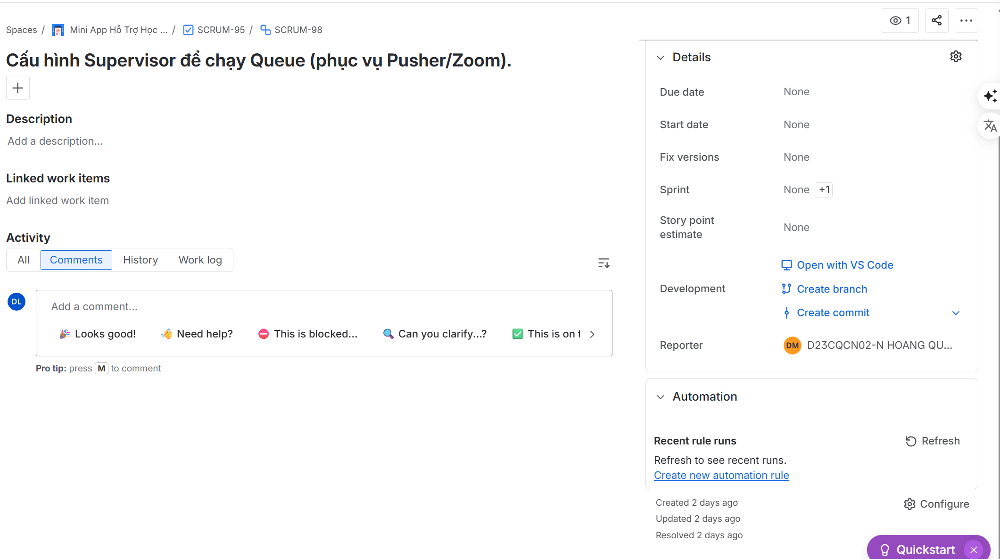 Spaces / Mini App Hỗ Trợ Học ... / SCRUM-95 / SCRUM-98
1
Cấu hình Supervisor để chạy Queue (phục vụ Pusher/Zoom).
Description
Add a description...
Linked work items
Add linked work item
Activity
All Comments History Work log
DL
Add a comment...
Looks good! Need help? This is blocked... Can you clarify...? This is on t
Pro tip: press M to comment
Details
Due date None
Start date None
Fix versions None
Sprint None +1
Story point estimate None
Development
Open with VS Code
Create branch
Create commit
Reporter DM D23CQCN02-N HOANG QU...
Automation
Recent rule runs Refresh
Refresh to see recent runs.
Create new automation rule
Created 2 days ago Configure
Updated 2 days ago
Resolved 2 days ago
Quickstart